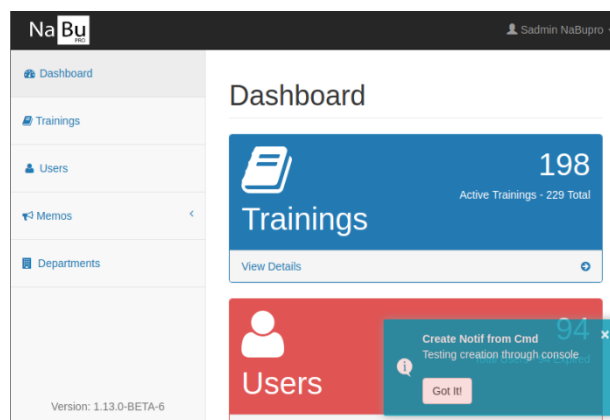 Na Bu
PRO
Sadmin NaBupro
Dashboard
Trainings
Users
Memos
Departments
Version: 1.13.0-BETA-6
Dashboard
198
Active Trainings - 229 Total
Trainings
View Details
94
Users
Create Notif from Cmd
Testing creation through console
Got It!